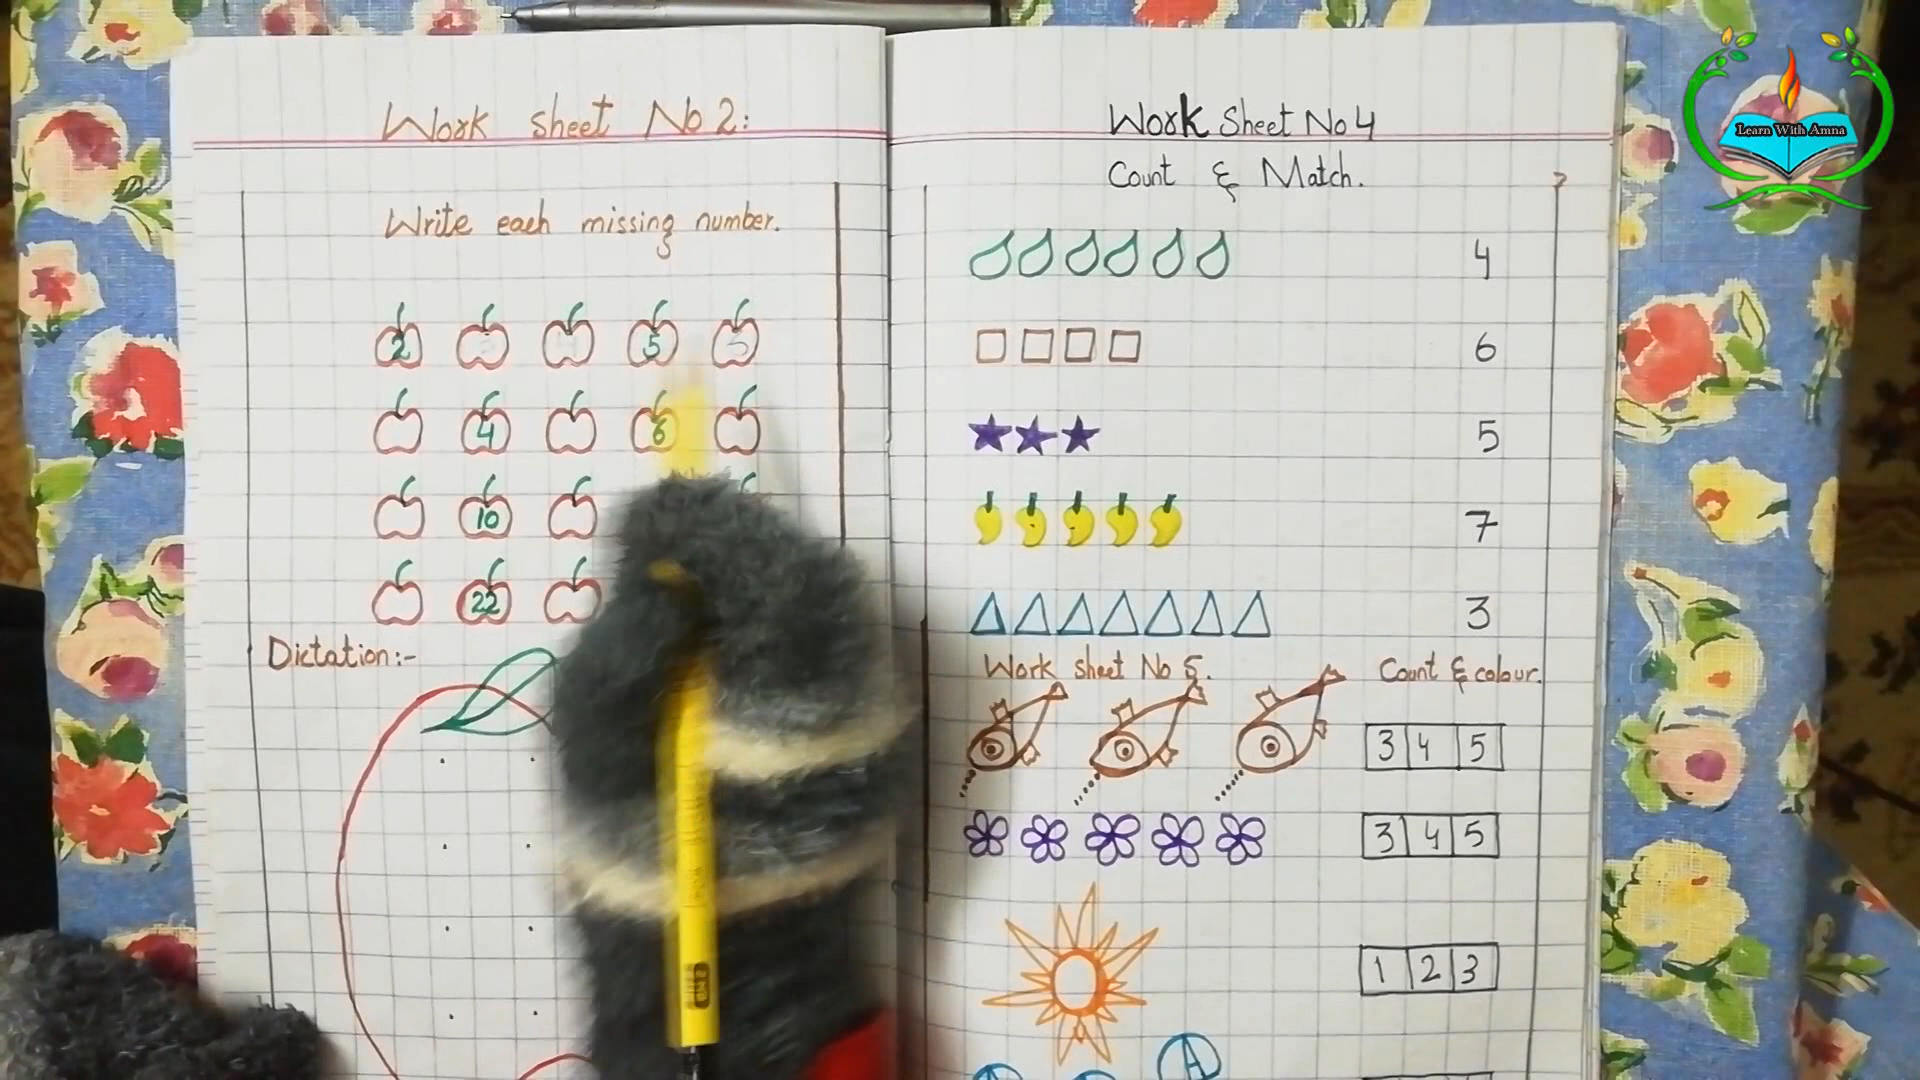 Work sheet No 2:
Write each missing number.
2 5
4 6
10
22
Dictation:-
Work Sheet No 4
Count & Match.
4
6
5
7
3
Work sheet No 5. Count & colour.
3 4 5
3 4 5
1 2 3
Learn With Amna